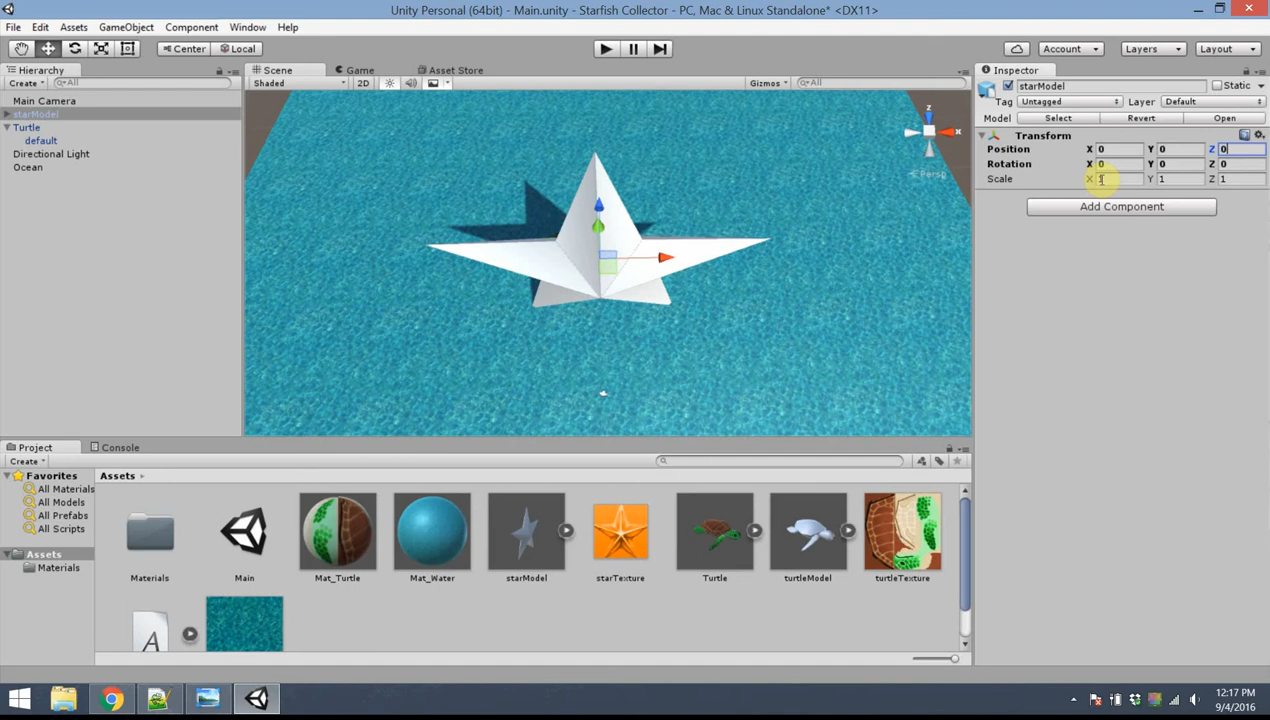 Unity Personal (64bit) - Main.unity - Starfish Collector - PC, Mac & Linux Standalone* <DX11>
File Edit Assets GameObject Component Window Help
Center Local Account Layers Layout
Hierarchy Scene Game Asset Store Inspector
Create All Shaded 2D Gizmos All starModel Static
Main Camera
starModel
Turtle
default
Directional Light
Ocean
z
x
Persp
Tag Untagged Layer Default
Model Select Revert Open
Transform
Position X 0 Y 0 Z 0
Rotation X 0 Y 0 Z 0
Scale X 1 Y 1 Z 1
Add Component
Project Console
Create
Favorites
All Materials
All Models
All Prefabs
All Scripts
Assets
Materials
Assets
Materials Main Mat_Turtle Mat_Water starModel starTexture Turtle turtleModel turtleTexture
A
12:17 PM
9/4/2016